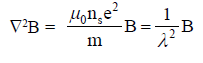 ∇²B = μ₀nₛe²/m B = 1/λ² B